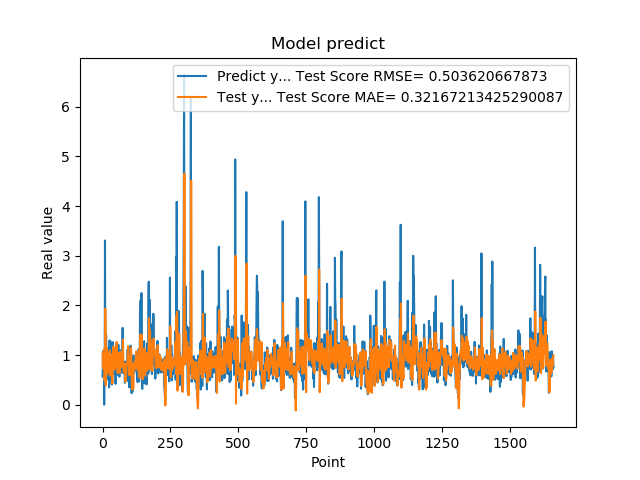 Model predict
Predict y... Test Score RMSE= 0.503620667873
Test y... Test Score MAE= 0.32167213425290087
6
5
4
3
2
1
0
Real value
0 250 500 750 1000 1250 1500
Point